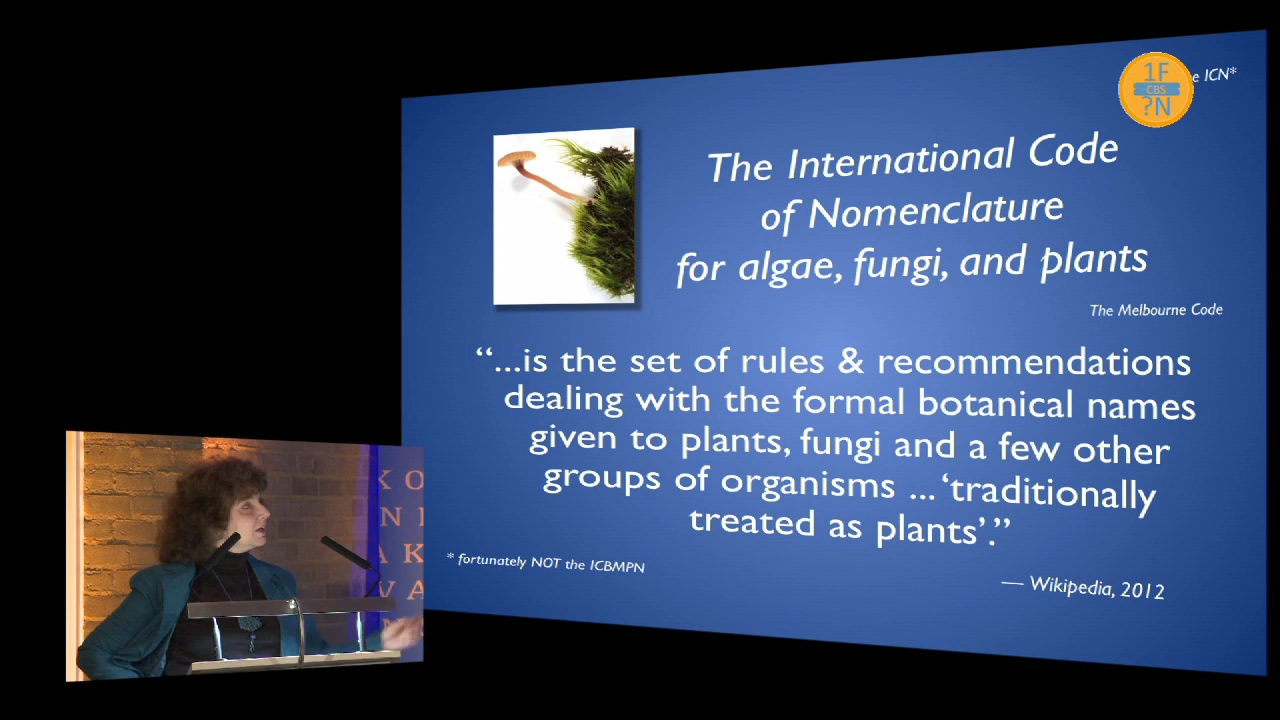 e ICN*
1F
CBS
?N
The International Code
of Nomenclature
for algae, fungi, and plants
The Melbourne Code
“...is the set of rules & recommendations
dealing with the formal botanical names
given to plants, fungi and a few other
groups of organisms ... ‘traditionally
treated as plants’.”
* fortunately NOT the ICBMPN
— Wikipedia, 2012
K O
N I
A K
V A
N